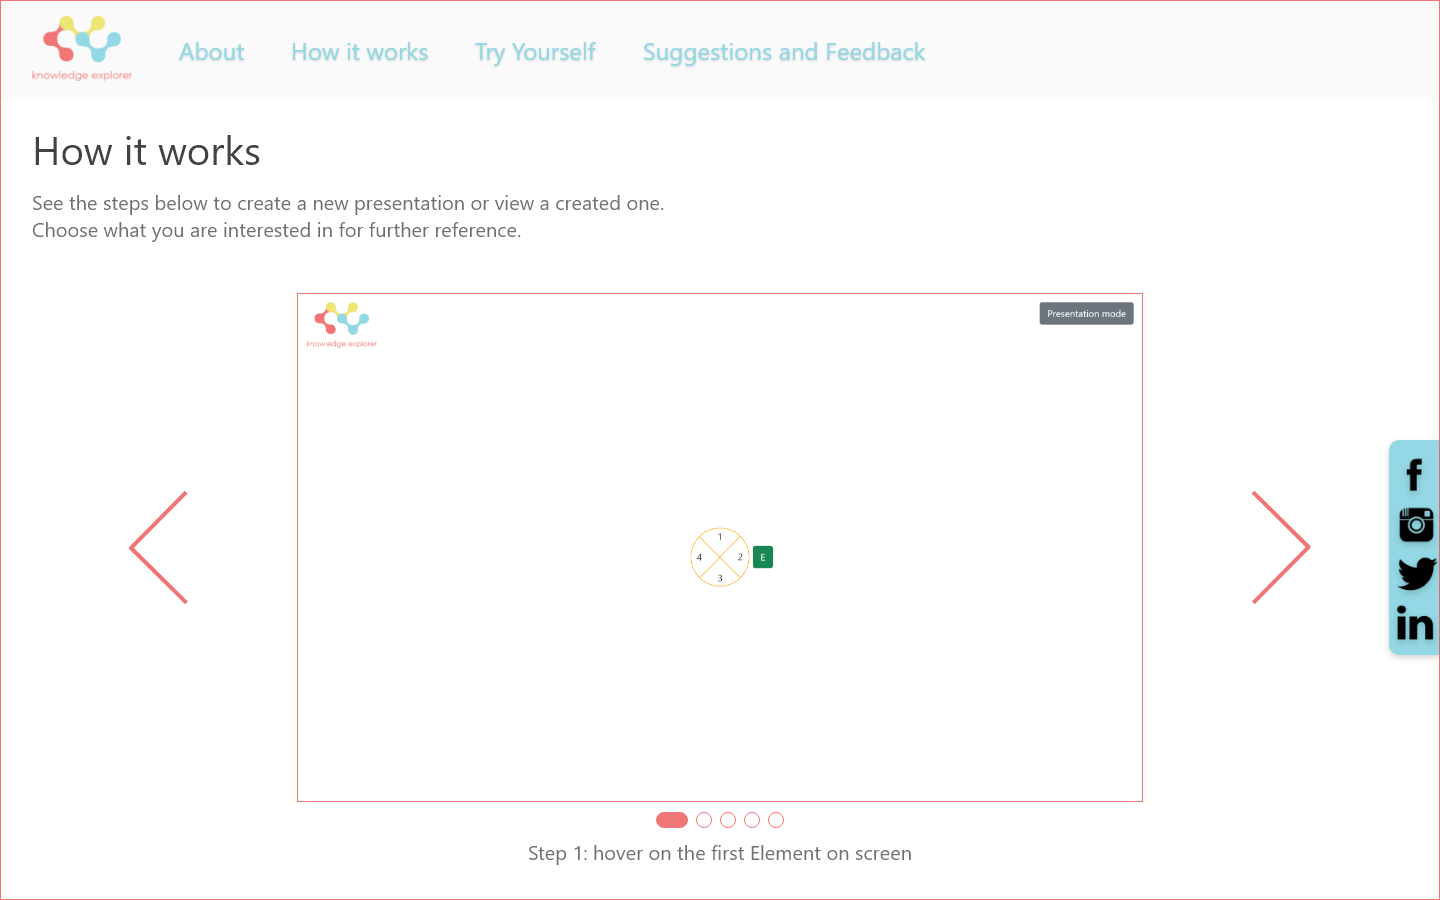 knowledge explorer
About
How it works
Try Yourself
Suggestions and Feedback
How it works
See the steps below to create a new presentation or view a created one.
Choose what you are interested in for further reference.
knowledge explorer
Presentation mode
1
4
2
E
3
f
in
Step 1: hover on the first Element on screen